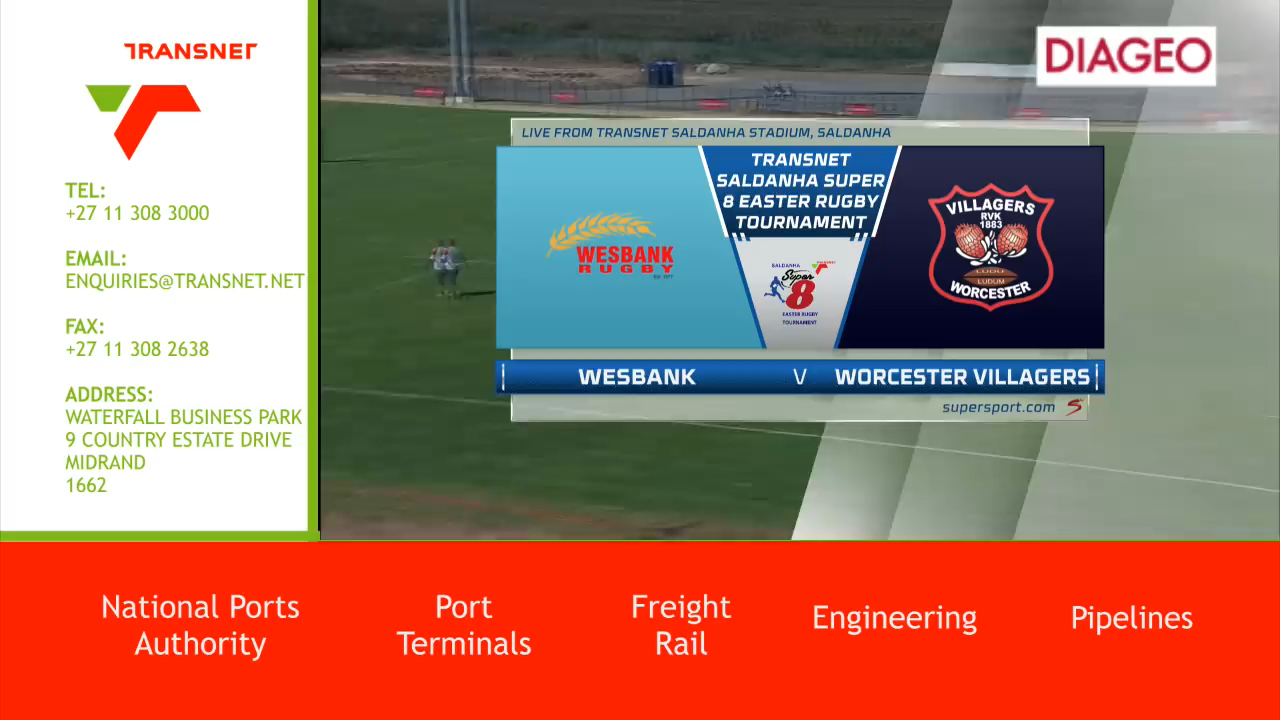 TRANSNET
TEL:
+27 11 308 3000
EMAIL:
ENQUIRIES@TRANSNET.NET
FAX:
+27 11 308 2638
ADDRESS:
WATERFALL BUSINESS PARK
9 COUNTRY ESTATE DRIVE
MIDRAND
1662
DIAGEO
LIVE FROM TRANSNET SALDANHA STADIUM, SALDANHA
TRANSNET
SALDANHA SUPER
8 EASTER RUGBY
TOURNAMENT
WESBANK
RUGBY
SALDANHA
Super
8
EASTER RUGBY
TOURNAMENT
VILLAGERS
RVK
1883
LUDU
LUDUM
WORCESTER
WESBANK V WORCESTER VILLAGERS
supersport.com
National Ports
Authority
Port
Terminals
Freight
Rail
Engineering
Pipelines